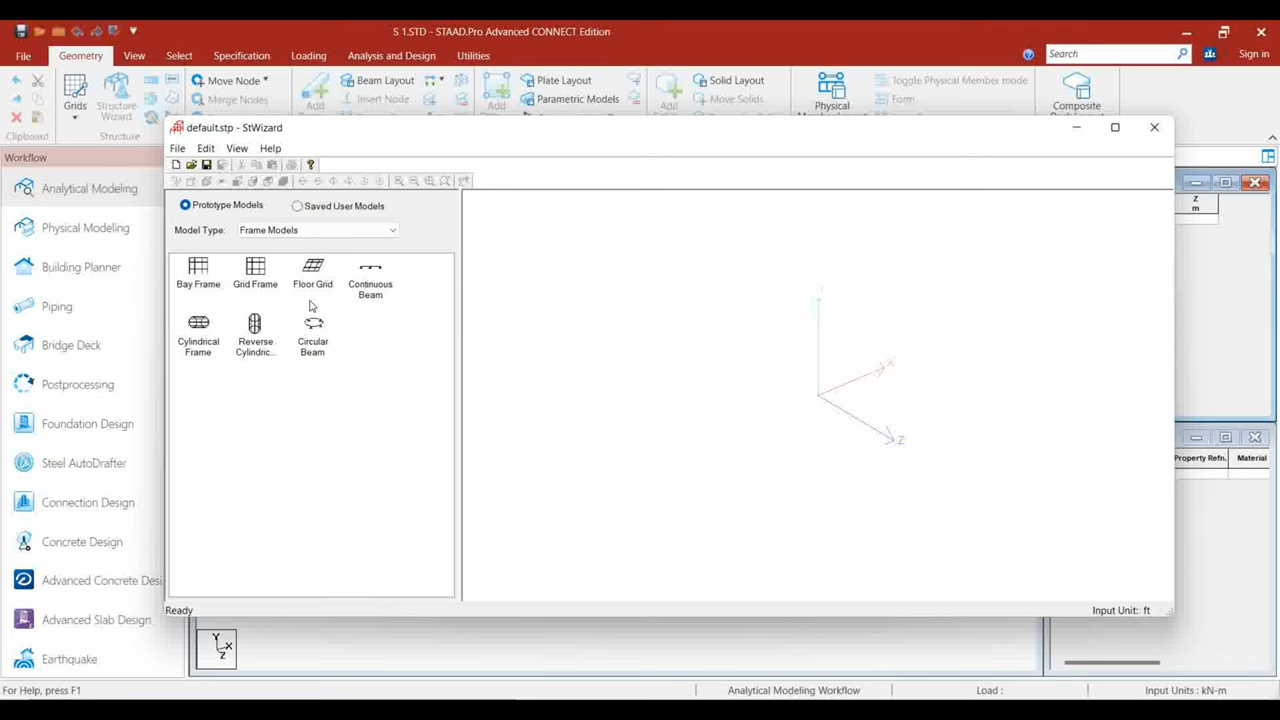 S 1.STD - STAAD.Pro Advanced CONNECT Edition
File Geometry View Select Specification Loading Analysis and Design Utilities Search Sign in
Grids Structure Wizard Move Node Merge Nodes Add Beam Layout Insert Node Add Plate Layout Parametric Models Add Solid Layout Move Solids Physical Toggle Physical Member mode Form Composite
Clipboard Structure
Workflow
Analytical Modeling
Physical Modeling
Building Planner
Piping
Bridge Deck
Postprocessing
Foundation Design
Steel AutoDrafter
Connection Design
Concrete Design
Advanced Concrete Desi
Advanced Slab Design
Earthquake
default.stp - StWizard
File Edit View Help
Prototype Models Saved User Models
Model Type: Frame Models
Bay Frame Grid Frame Floor Grid Continuous Beam
Cylindrical Frame Reverse Cylindric... Circular Beam
X
Z
Ready Input Unit: ft
Z
m
Property Refn. Material
Y
X
Z
For Help, press F1 Analytical Modeling Workflow Load : Input Units : kN-m